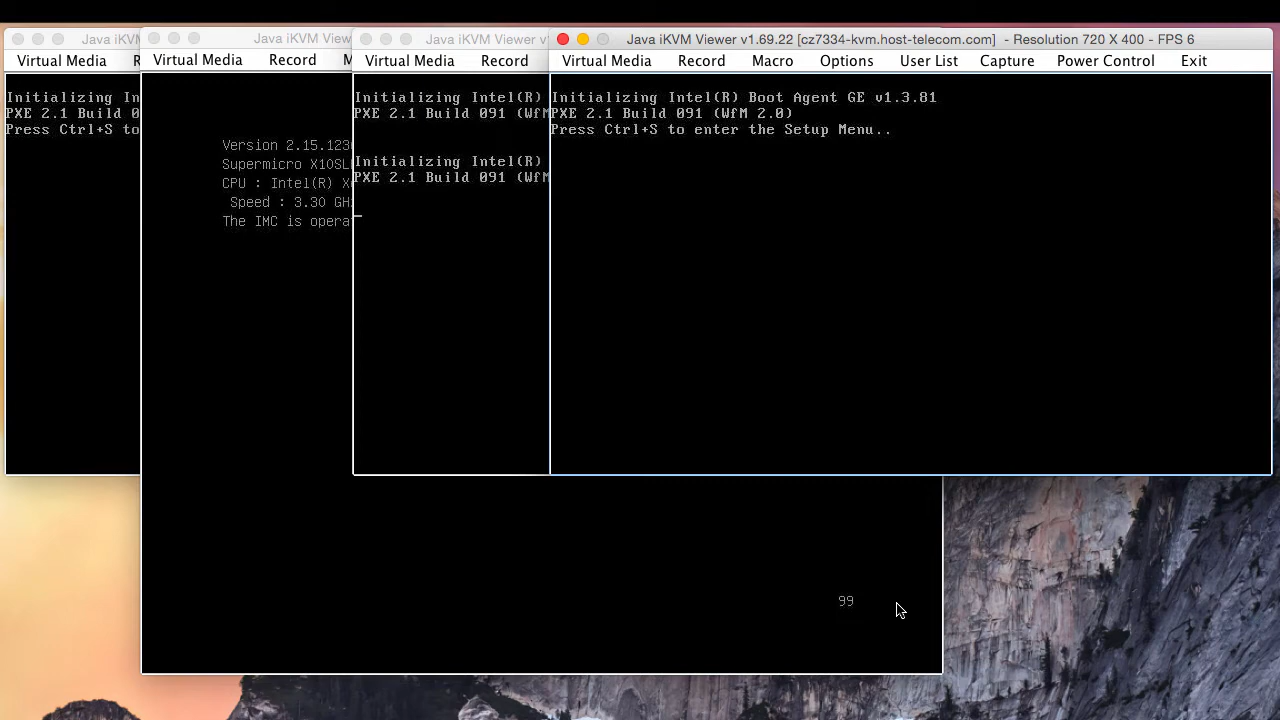 Java iKVM
Virtual Media
Initializing In
PXE 2.1 Build 0
Press Ctrl+S to
Java iKVM Viewer
Virtual Media Record M
Version 2.15.123
Supermicro X10SL
CPU : Intel(R) X
Speed : 3.30 GH
The IMC is opera
99
Java iKVM Viewer v
Virtual Media Record
Initializing Intel(R)
PXE 2.1 Build 091 (WfM
Initializing Intel(R)
PXE 2.1 Build 091 (WfM
Java iKVM Viewer v1.69.22 [cz7334-kvm.host-telecom.com] - Resolution 720 X 400 - FPS 6
Virtual Media Record Macro Options User List Capture Power Control Exit
Initializing Intel(R) Boot Agent GE v1.3.81
PXE 2.1 Build 091 (WfM 2.0)
Press Ctrl+S to enter the Setup Menu..